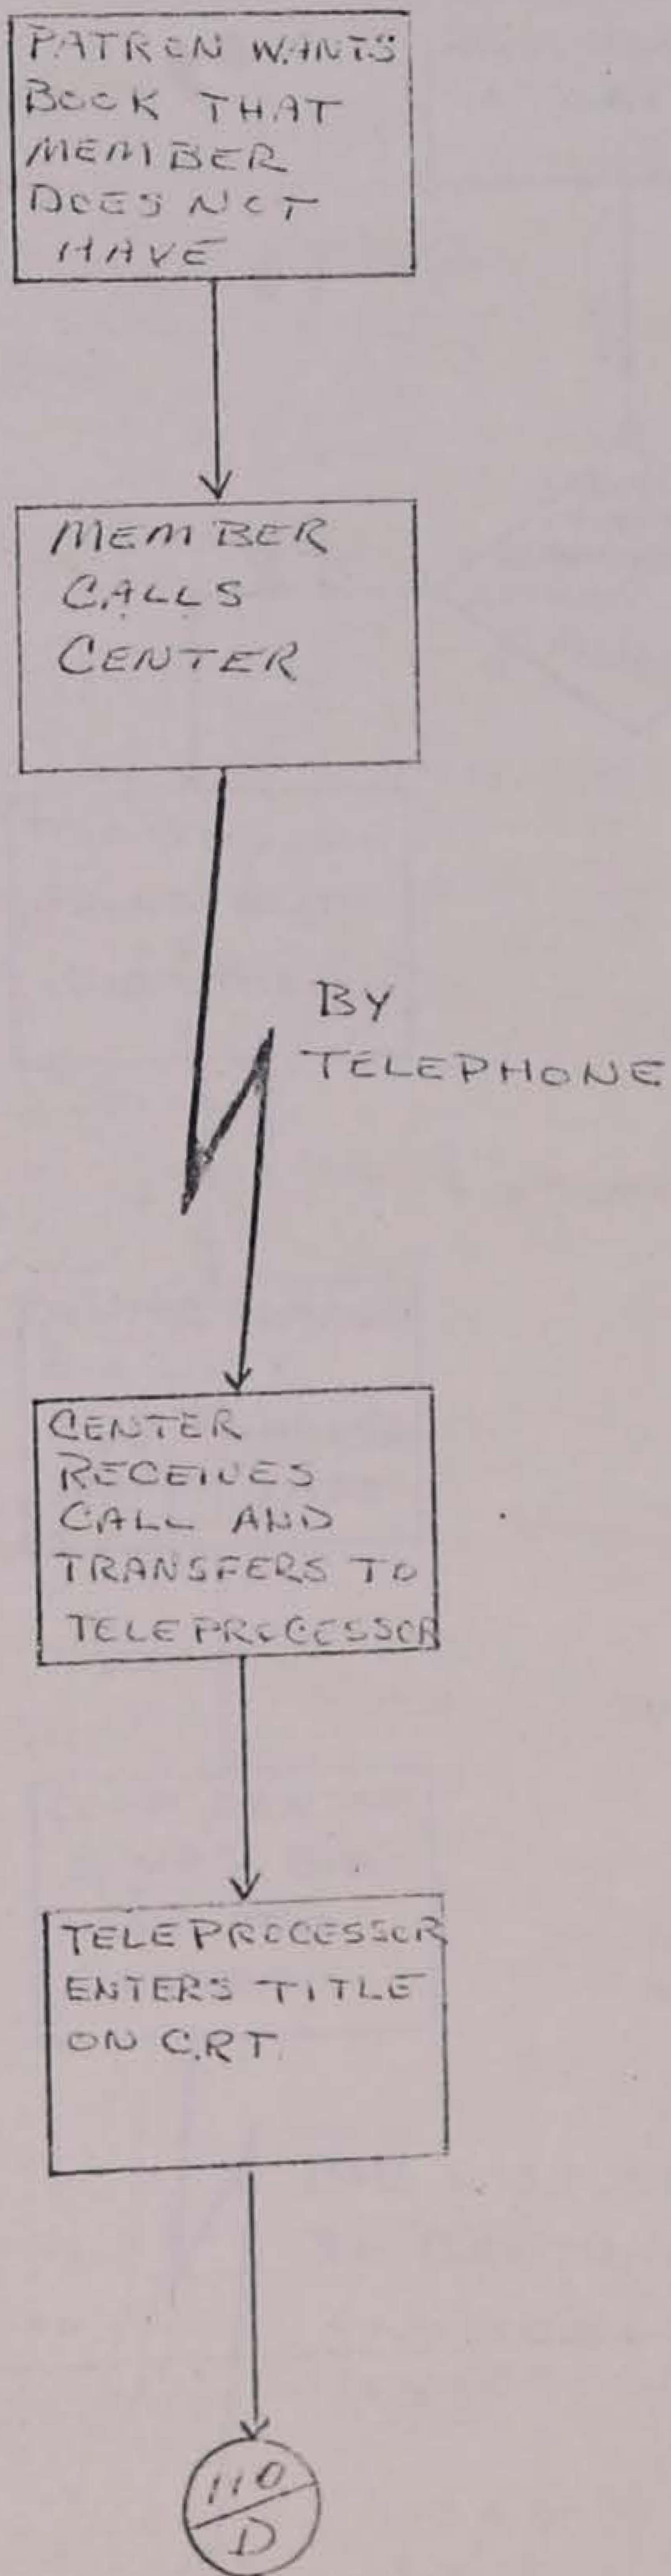 PATRON WANTS
BOOK THAT
MEMBER
DOES NOT
HAVE
MEMBER
CALLS
CENTER
BY
TELEPHONE
CENTER
RECEIVES
CALL AND
TRANSFERS TO
TELEPROCESSOR
TELEPROCESSOR
ENTERS TITLE
ON C.R.T.
110
D